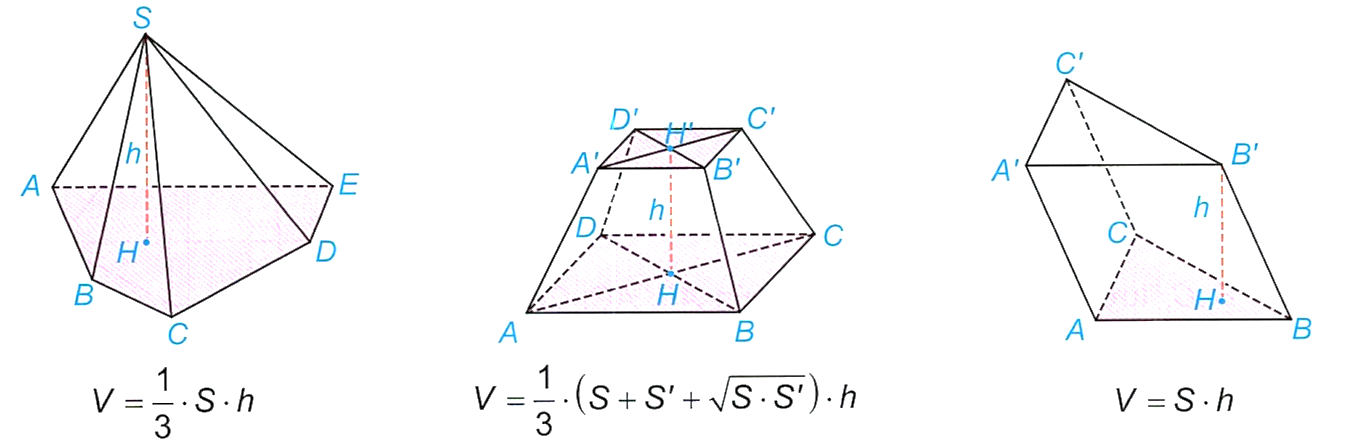 S
h
A
E
H
D
B
C
V = 1/3 · S · h
D' H' C'
A' B'
h
D C
H
A B
V = 1/3 · (S + S' + √(S · S')) · h
C'
A' B'
h
C
H
A B
V = S · h